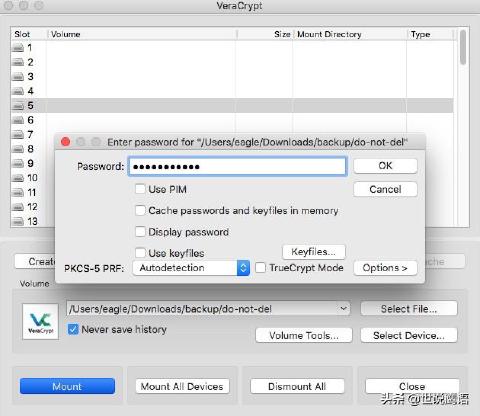 VeraCrypt
Slot Volume Size Mount Directory Type
1
2
3
4
5
6
7
8
9
10
11
12
13
Enter password for "/Users/eagle/Downloads/backup/do-not-del"
Password: ●●●●●●●●●●● OK
Use PIM Cancel
Cache passwords and keyfiles in memory
Display password
Use keyfiles Keyfiles...
PKCS-5 PRF: Autodetection TrueCrypt Mode Options >
Volume
VeraCrypt
/Users/eagle/Downloads/backup/do-not-del Select File...
Never save history
Volume Tools... Select Device...
Mount Mount All Devices Dismount All Close
头条 @世说鹰语